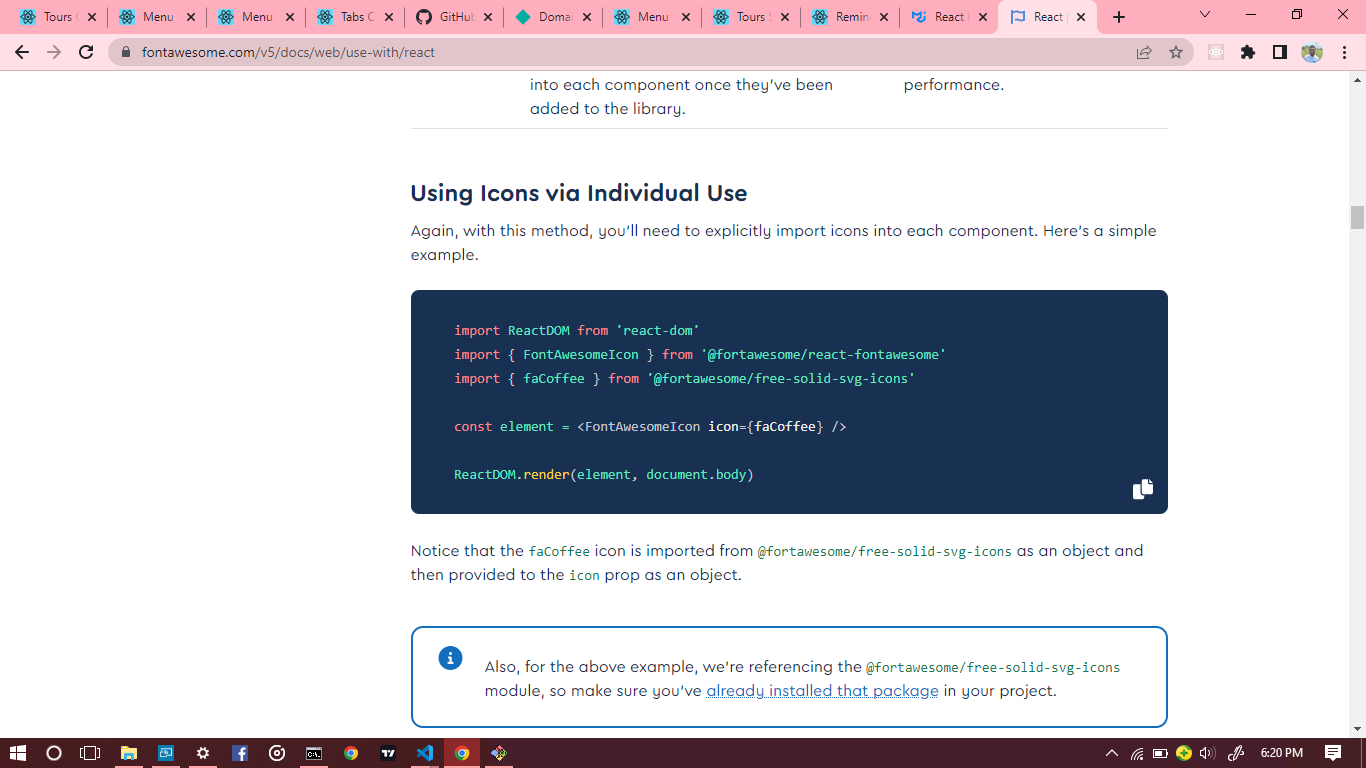 Tours
Menu
Menu
Tabs C
GitHub
Doma
Menu
Tours S
Remin
React
React
fontawesome.com/v5/docs/web/use-with/react
into each component once they've been
added to the library.
performance.
Using Icons via Individual Use
Again, with this method, you'll need to explicitly import icons into each component. Here's a simple
example.
import ReactDOM from 'react-dom'
import { FontAwesomeIcon } from '@fortawesome/react-fontawesome'
import { faCoffee } from '@fortawesome/free-solid-svg-icons'
const element = <FontAwesomeIcon icon={faCoffee} />
ReactDOM.render(element, document.body)
Notice that the faCoffee icon is imported from @fortawesome/free-solid-svg-icons as an object and
then provided to the icon prop as an object.
Also, for the above example, we're referencing the @fortawesome/free-solid-svg-icons
module, so make sure you've already installed that package in your project.
6:20 PM